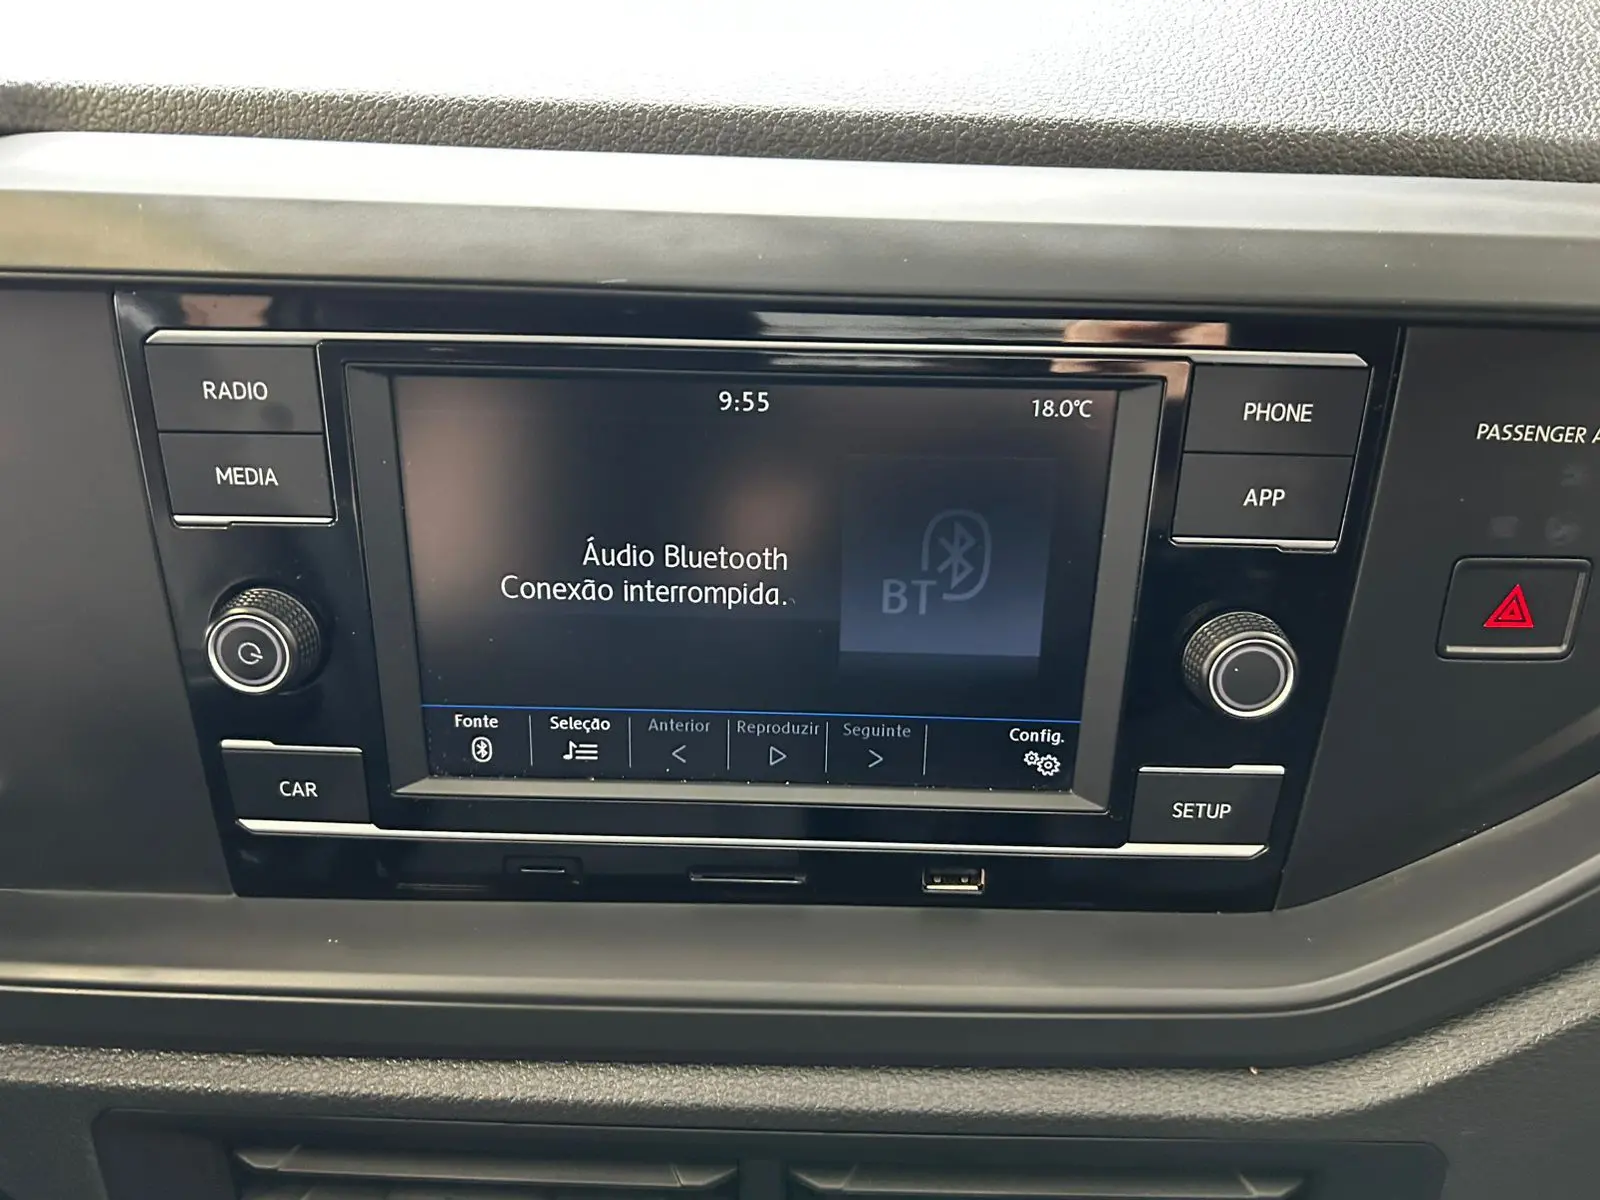 RADIO
MEDIA
9:55
18.0°C
PHONE
APP
PASSENGER
Áudio Bluetooth
Conexão interrompida.
BT
Fonte
Seleção
Anterior
Reproduzir
Seguinte
Config.
CAR
SETUP